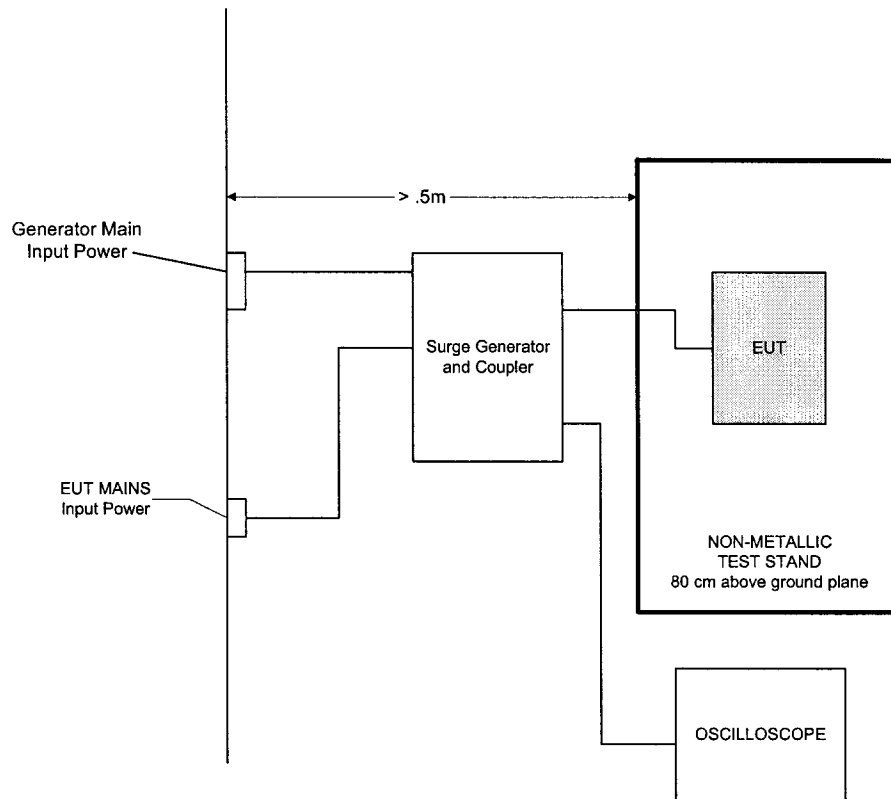 > .5m
Generator Main
Input Power
Surge Generator
and Coupler
EUT
EUT MAINS
Input Power
NON-METALLIC
TEST STAND
80 cm above ground plane
OSCILLOSCOPE